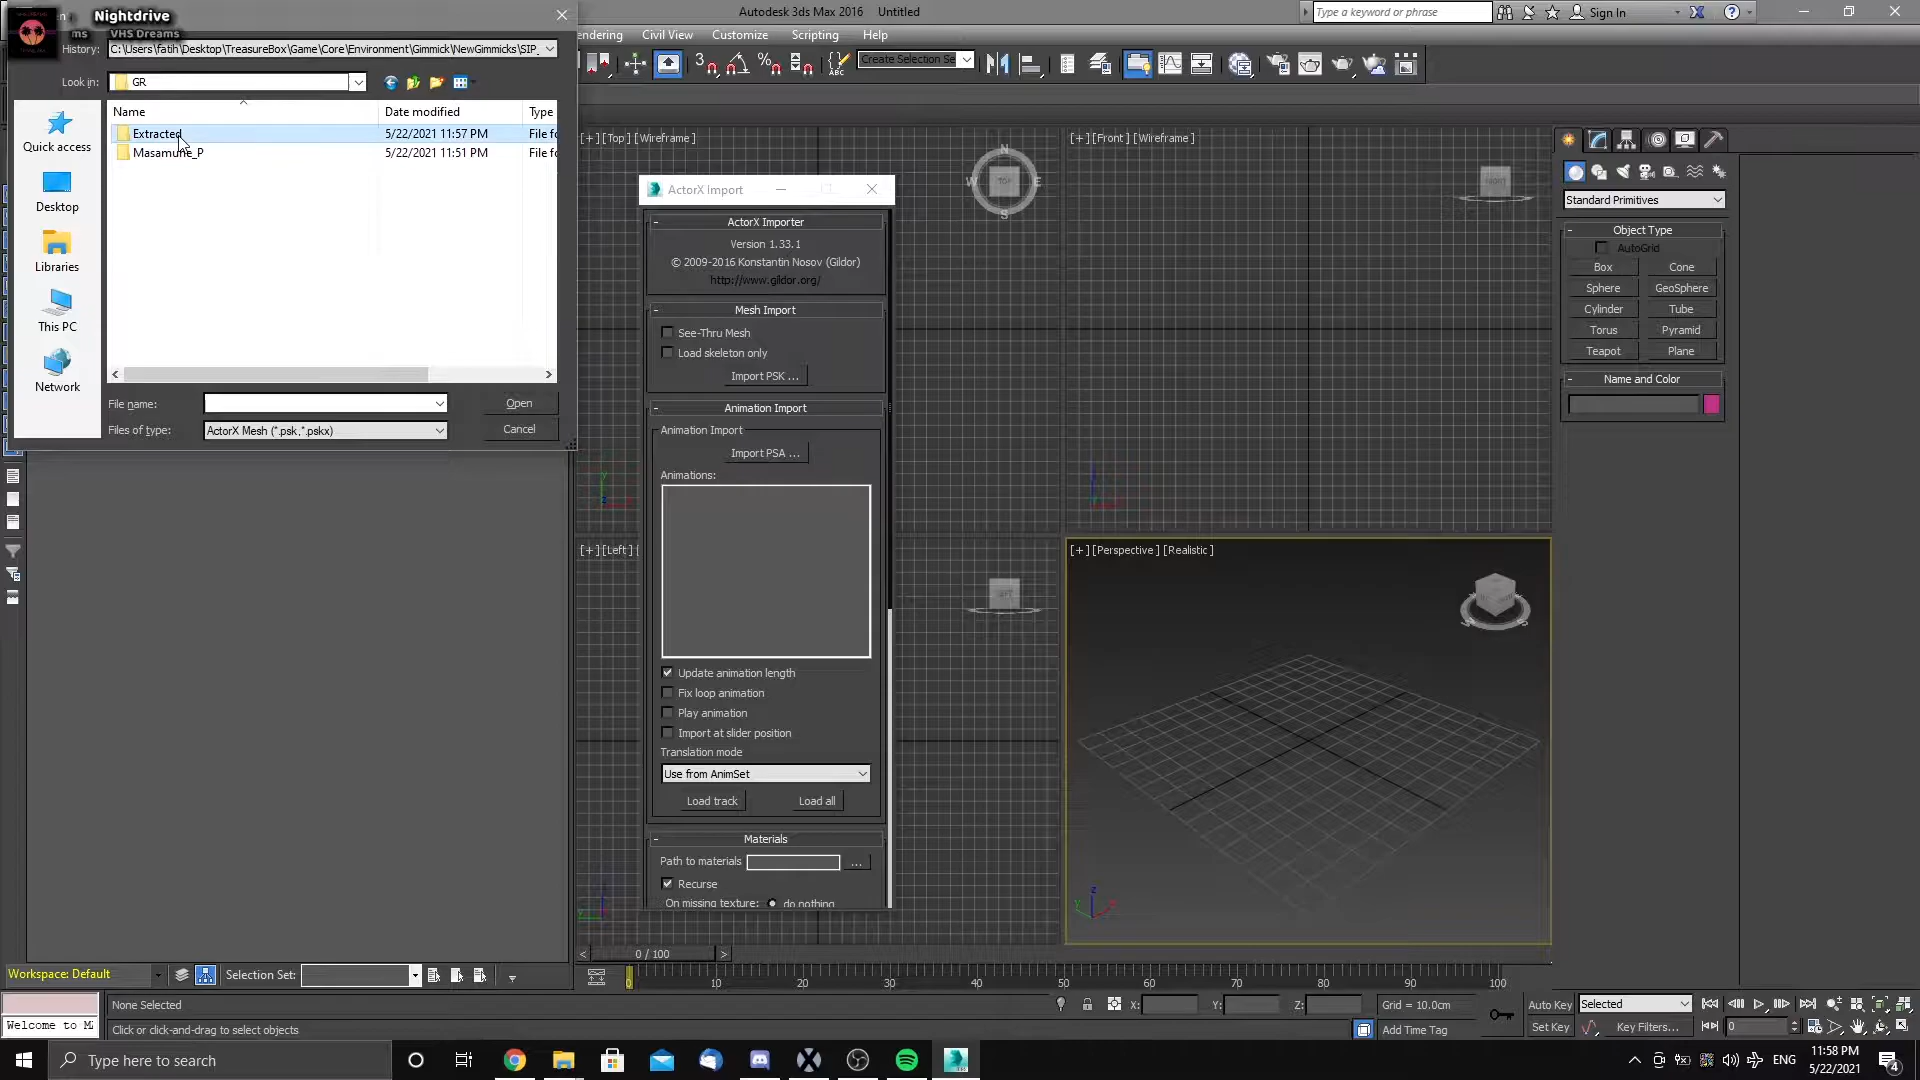 Nightdrive
VHS Dreams
History: C:\Users\fatih\Desktop\TreasureBox\Game\Core\Environment\Gimmick\NewGimmicks\SIP_
Look in: GR
Name Date modified Type
Extracted 5/22/2021 11:57 PM File fo
Masamune_P 5/22/2021 11:51 PM File fo
Quick access
Desktop
Libraries
This PC
Network
File name: Open
Files of type: ActorX Mesh (*.psk,*.pskx) Cancel
Autodesk 3ds Max 2016 Untitled
Type a keyword or phrase
Sign In
Rendering Civil View Customize Scripting Help
Create Selection Se
[+] [Top] [Wireframe]
N
W TOP E
S
[+] [Front] [Wireframe]
[+] [Left]
LEFT
[+] [Perspective] [Realistic]
ActorX Import
- ActorX Importer
Version 1.33.1
© 2009-2016 Konstantin Nosov (Gildor)
http://www.gildor.org/
- Mesh Import
See-Thru Mesh
Load skeleton only
Import PSK ...
- Animation Import
Animation Import
Import PSA ...
Animations:
Update animation length
Fix loop animation
Play animation
Import at slider position
Translation mode
Use from AnimSet
Load track Load all
- Materials
Path to materials ...
Recurse
On missing texture: do nothing
Standard Primitives
- Object Type
AutoGrid
Box Cone
Sphere GeoSphere
Cylinder Tube
Torus Pyramid
Teapot Plane
- Name and Color
< 0 / 100 >
Workspace: Default Selection Set:
0 10 20 30 40 50 60 70 80 90 100
None Selected X: Y: Z: Grid = 10.0cm Auto Key Selected
Welcome to M Click or click-and-drag to select objects Add Time Tag Set Key Key Filters... 0
Type here to search
ENG
11:58 PM
5/22/2021
4